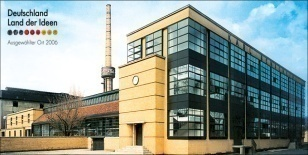 Deutschland
Land der Ideen
Ausgewählter Ort 2006